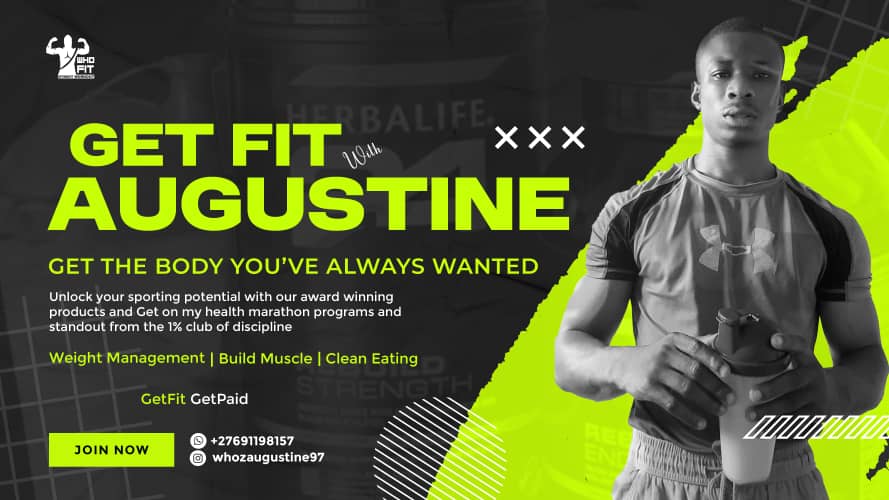 WHO
FIT
HERBALIFE
GET FIT
With
AUGUSTINE
GET THE BODY YOU'VE ALWAYS WANTED
Unlock your sporting potential with our award winning
products and Get on my health marathon programs and
standout from the 1% club of discipline
Weight Management | Build Muscle | Clean Eating
REBUILD
STRENGTH
GetFit GetPaid
JOIN NOW
+27691198157
whozaugustine97